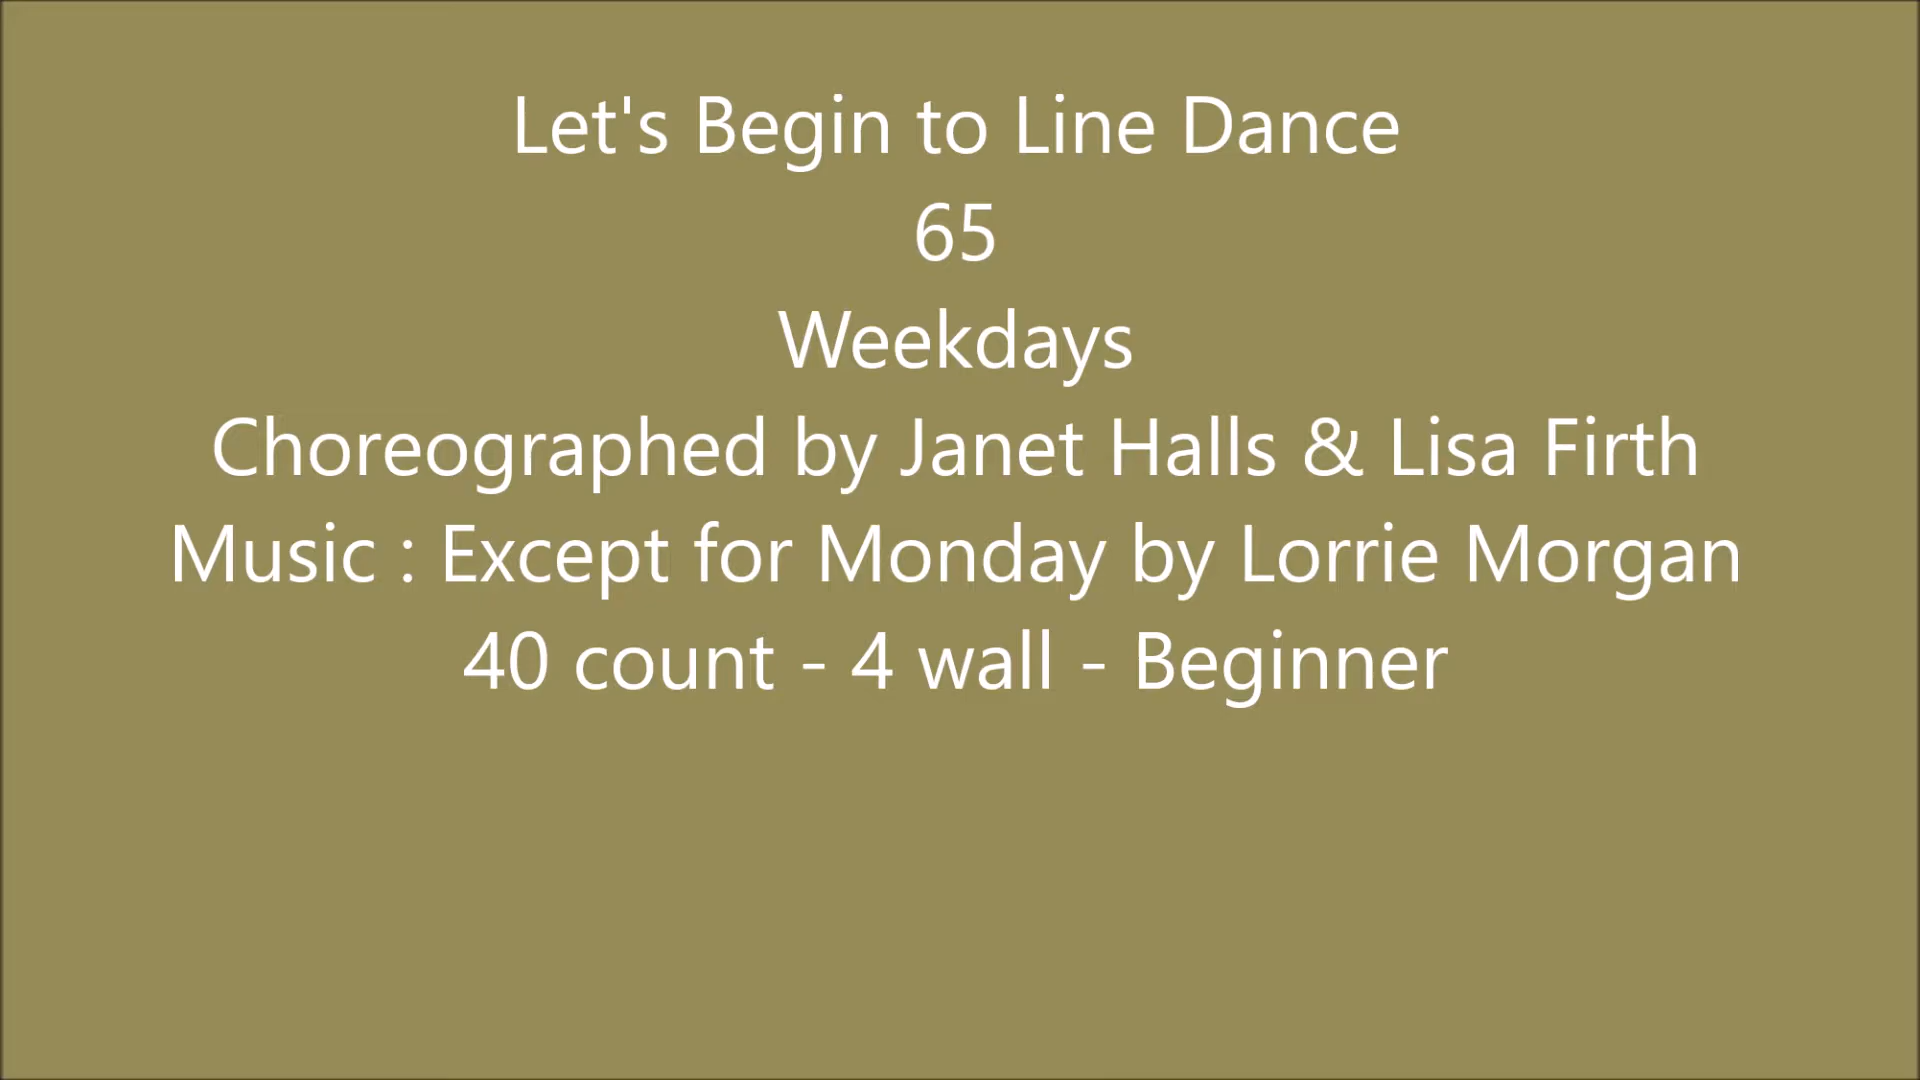 Let's Begin to Line Dance
65
Weekdays
Choreographed by Janet Halls & Lisa Firth
Music : Except for Monday by Lorrie Morgan
40 count - 4 wall - Beginner